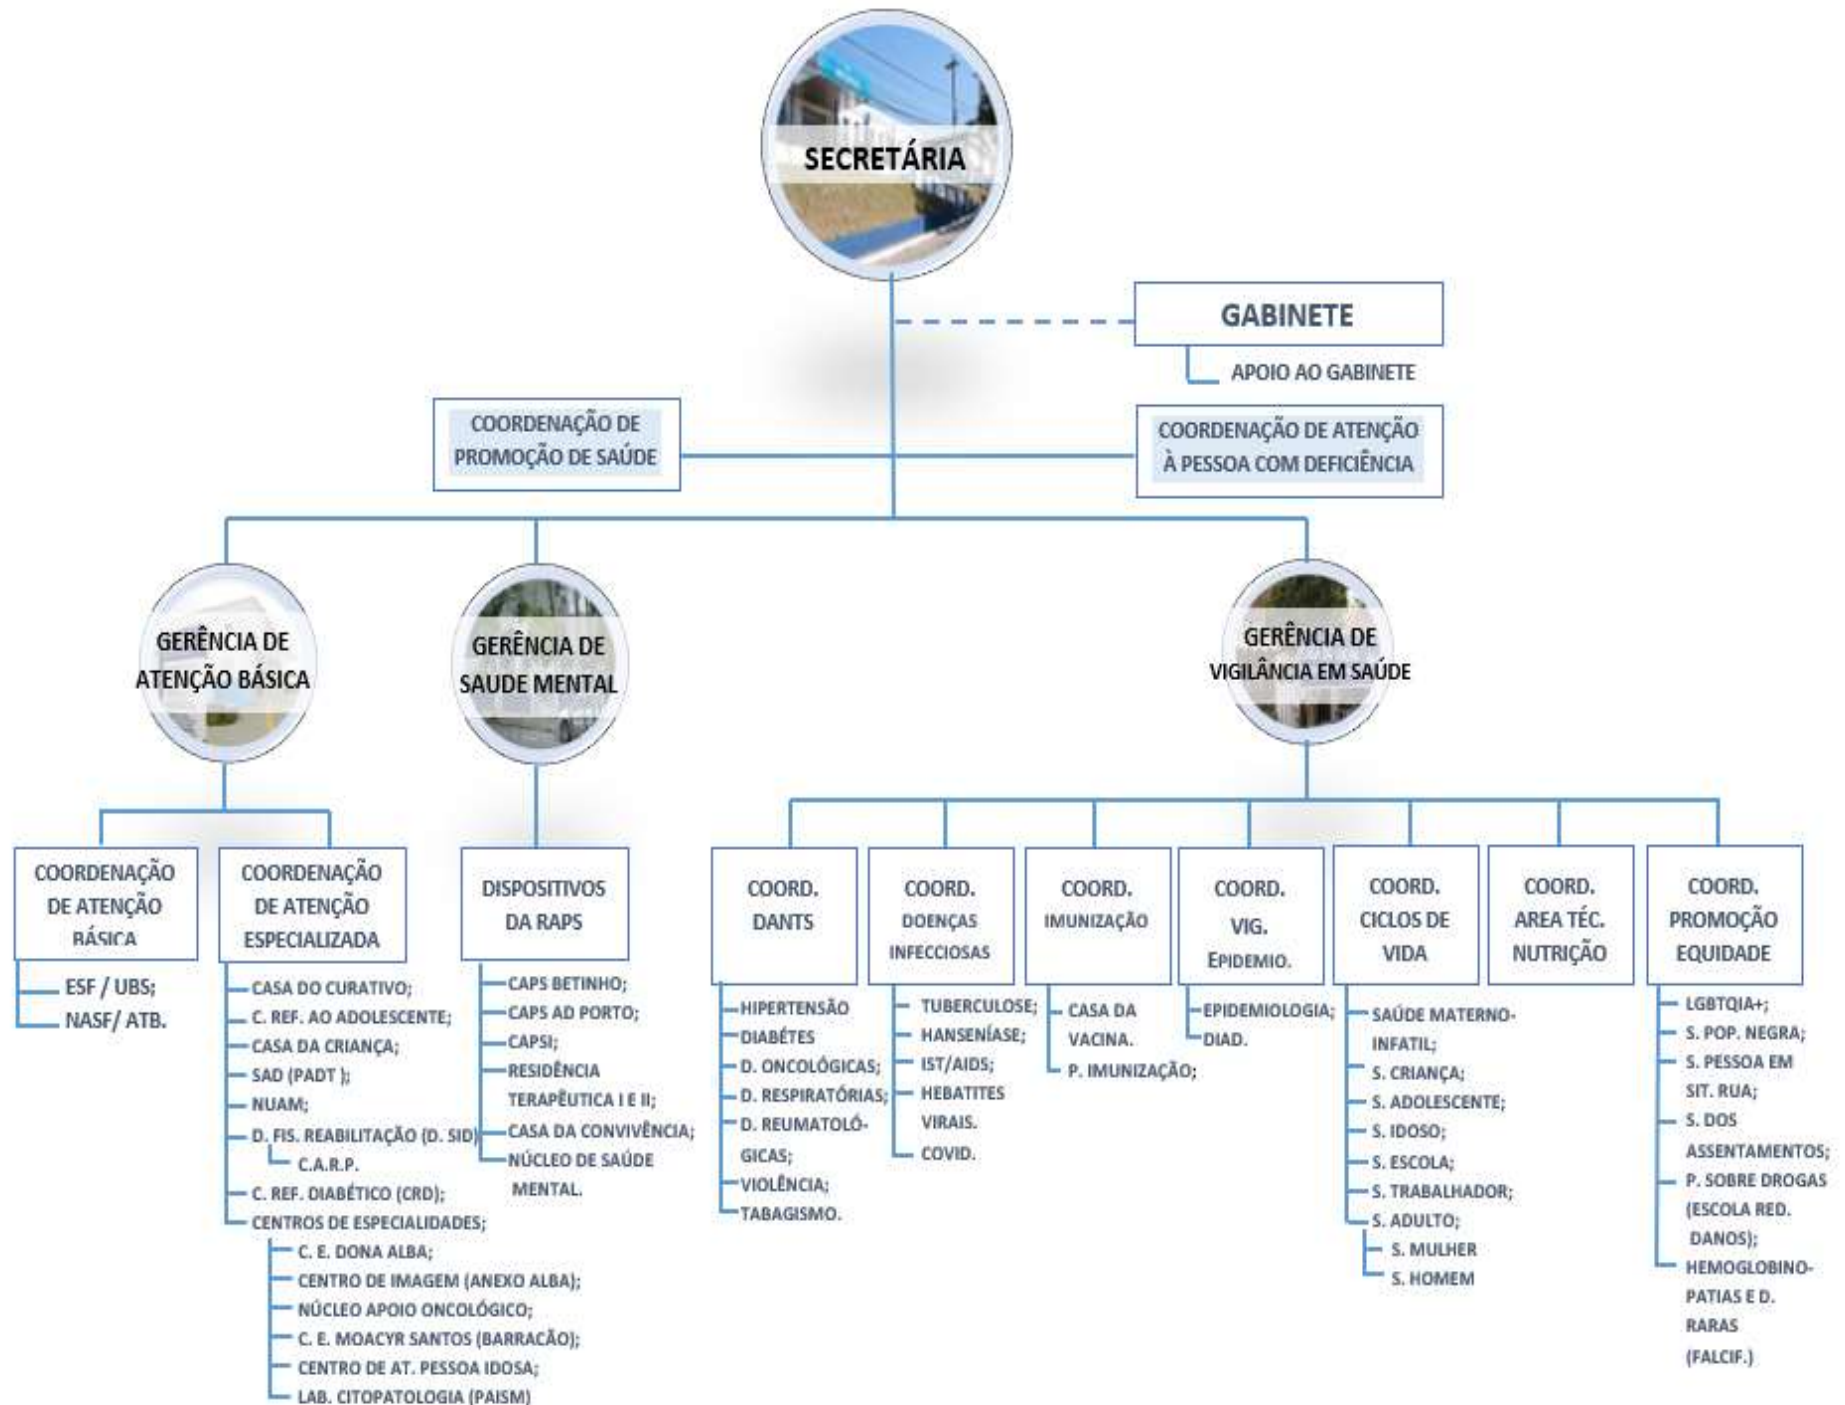 SECRETÁRIA
GABINETE
APOIO AO GABINETE
COORDENAÇÃO DE
PROMOÇÃO DE SAÚDE
COORDENAÇÃO DE ATENÇÃO
À PESSOA COM DEFICIÊNCIA
GERÊNCIA DE
ATENÇÃO BÁSICA
GERÊNCIA DE
SAUDE MENTAL
GERÊNCIA DE
VIGILÂNCIA EM SAÚDE
COORDENAÇÃO
DE ATENÇÃO
BÁSICA
ESF / UBS;
NASF/ ATB.
COORDENAÇÃO
DE ATENÇÃO
ESPECIALIZADA
CASA DO CURATIVO;
C. REF. AO ADOLESCENTE;
CASA DA CRIANÇA;
SAD (PADT );
NUAM;
D. FIS. REABILITAÇÃO (D. SID)
C.A.R.P.
C. REF. DIABÉTICO (CRD);
CENTROS DE ESPECIALIDADES;
C. E. DONA ALBA;
CENTRO DE IMAGEM (ANEXO ALBA);
NÚCLEO APOIO ONCOLÓGICO;
C. E. MOACYR SANTOS (BARRACÃO);
CENTRO DE AT. PESSOA IDOSA;
LAB. CITOPATOLOGIA (PAISM)
DISPOSITIVOS
DA RAPS
CAPS BETINHO;
CAPS AD PORTO;
CAPSI;
RESIDÊNCIA
TERAPÊUTICA I E II;
CASA DA CONVIVÊNCIA;
NÚCLEO DE SAÚDE
MENTAL.
COORD.
DANTS
HIPERTENSÃO
DIABÉTES
D. ONCOLÓGICAS;
D. RESPIRATÓRIAS;
D. REUMATOLÓ-
GICAS;
VIOLÊNCIA;
TABAGISMO.
COORD.
DOENÇAS
INFECCIOSAS
TUBERCULOSE;
HANSENÍASE;
IST/AIDS;
HEBATITES
VIRAIS.
COVID.
COORD.
IMUNIZAÇÃO
CASA DA
VACINA.
P. IMUNIZAÇÃO;
COORD.
VIG.
EPIDEMIO.
EPIDEMIOLOGIA;
DIAD.
COORD.
CICLOS DE
VIDA
SAÚDE MATERNO-
INFATIL;
S. CRIANÇA;
S. ADOLESCENTE;
S. IDOSO;
S. ESCOLA;
S. TRABALHADOR;
S. ADULTO;
S. MULHER
S. HOMEM
COORD.
AREA TÉC.
NUTRIÇÃO
COORD.
PROMOÇÃO
EQUIDADE
LGBTQIA+;
S. POP. NEGRA;
S. PESSOA EM
SIT. RUA;
S. DOS
ASSENTAMENTOS;
P. SOBRE DROGAS
(ESCOLA RED.
DANOS);
HEMOGLOBINO-
PATIAS E D.
RARAS
(FALCIF.)